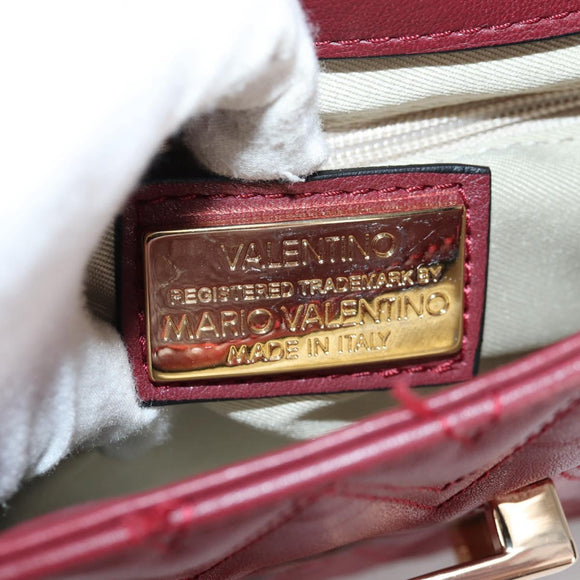 VALENTINO
REGISTERED TRADEMARK BY
MARIO VALENTINO
MADE IN ITALY